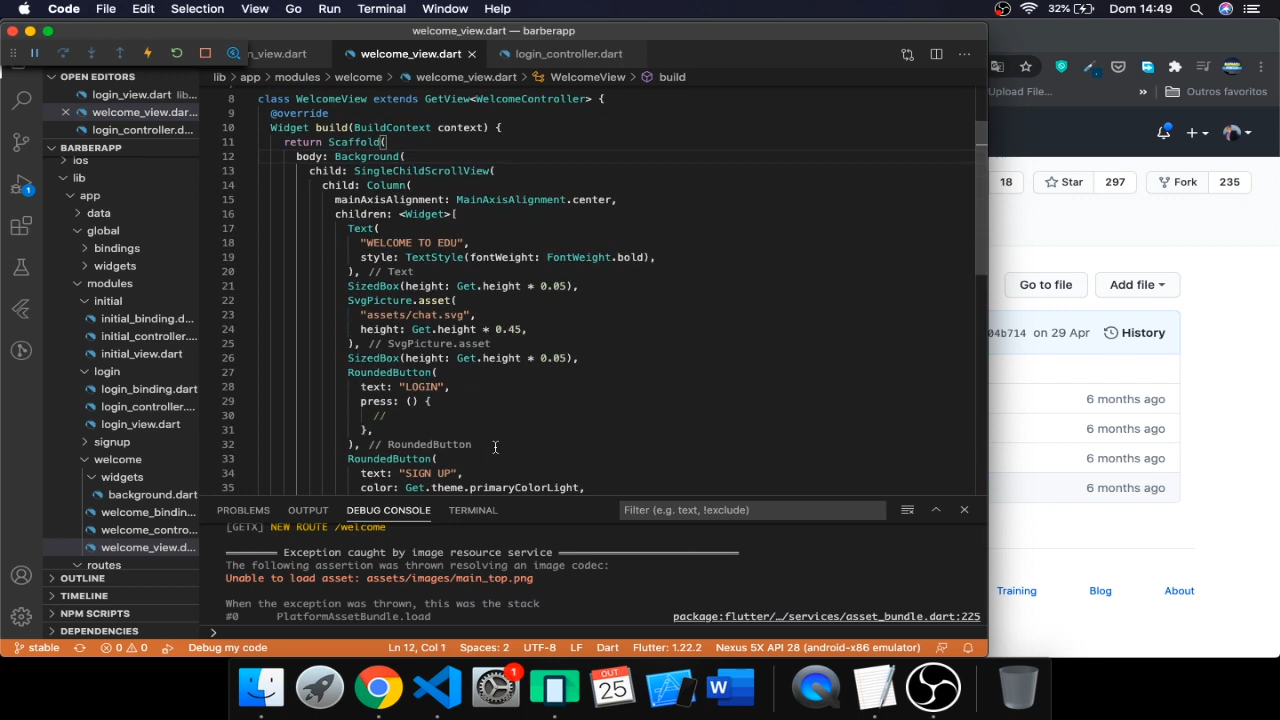 Code File Edit Selection View Go Run Terminal Window Help 32% Dom 14:49
welcome_view.dart — barberapp
n_view.dart welcome_view.dart login_controller.dart
lib app modules welcome welcome_view.dart WelcomeView build
OPEN EDITORS
login_view.dart lib...
welcome_view.dar...
login_controller.d...
BARBERAPP
ios
lib
app
data
global
bindings
widgets
modules
initial
initial_binding.d...
initial_controller....
initial_view.dart
login
login_binding.dart
login_controller....
login_view.dart
signup
welcome
widgets
background.dart
welcome_bindin...
welcome_contro...
welcome_view.d...
routes
OUTLINE
TIMELINE
NPM SCRIPTS
DEPENDENCIES
8 class WelcomeView extends GetView<WelcomeController> {
9 @override
10 Widget build(BuildContext context) {
11 return Scaffold(
12 body: Background(
13 child: SingleChildScrollView(
14 child: Column(
15 mainAxisAlignment: MainAxisAlignment.center,
16 children: <Widget>[
17 Text(
18 "WELCOME TO EDU",
19 style: TextStyle(fontWeight: FontWeight.bold),
20 ), // Text
21 SizedBox(height: Get.height * 0.05),
22 SvgPicture.asset(
23 "assets/chat.svg",
24 height: Get.height * 0.45,
25 ), // SvgPicture.asset
26 SizedBox(height: Get.height * 0.05),
27 RoundedButton(
28 text: "LOGIN",
29 press: () {
30 //
31 },
32 ), // RoundedButton
33 RoundedButton(
34 text: "SIGN UP",
35 color: Get.theme.primaryColorLight,
PROBLEMS OUTPUT DEBUG CONSOLE TERMINAL Filter (e.g. text, !exclude)
[GETX] NEW ROUTE /welcome
════════ Exception caught by image resource service ════════════════════════════
The following assertion was thrown resolving an image codec:
Unable to load asset: assets/images/main_top.png
When the exception was thrown, this was the stack
#0 PlatformAssetBundle.load package:flutter/…/services/asset_bundle.dart:225
>
stable 0 0 Debug my code Ln 12, Col 1 Spaces: 2 UTF-8 LF Dart Flutter: 1.22.2 Nexus 5X API 28 (android-x86 emulator)
Upload File... » Outros favoritos
18 Star 297 Fork 235
Go to file Add file
04b714 on 29 Apr History
6 months ago
6 months ago
6 months ago
6 months ago
Training Blog About
1
1
OCT
25
W